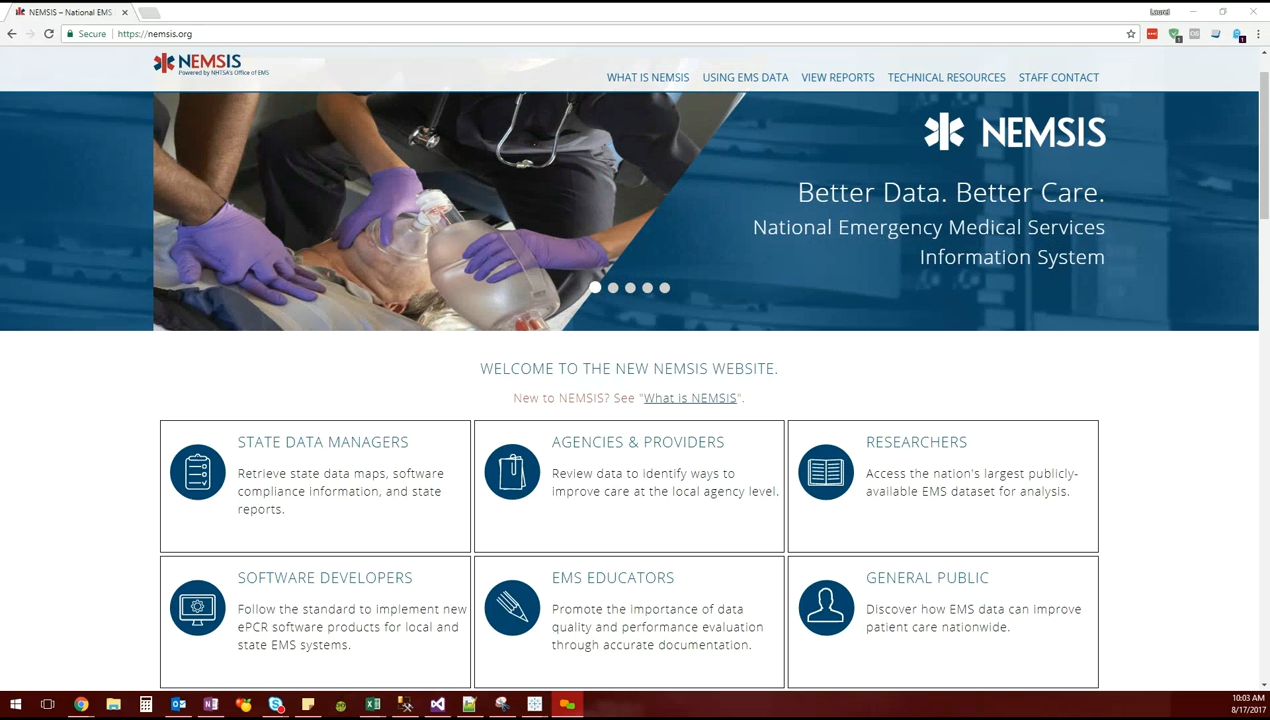 NEMSIS – National EMS
Laurel
Secure
https://nemsis.org
NEMSIS
Powered by NHTSA's Office of EMS
WHAT IS NEMSIS
USING EMS DATA
VIEW REPORTS
TECHNICAL RESOURCES
STAFF CONTACT
NEMSIS
Better Data. Better Care.
National Emergency Medical Services
Information System
WELCOME TO THE NEW NEMSIS WEBSITE.
New to NEMSIS? See "What is NEMSIS".
STATE DATA MANAGERS
Retrieve state data maps, software
compliance information, and state
reports.
AGENCIES & PROVIDERS
Review data to identify ways to
improve care at the local agency level.
RESEARCHERS
Access the nation's largest publicly-
available EMS dataset for analysis.
SOFTWARE DEVELOPERS
Follow the standard to implement new
ePCR software products for local and
state EMS systems.
EMS EDUCATORS
Promote the importance of data
quality and performance evaluation
through accurate documentation.
GENERAL PUBLIC
Discover how EMS data can improve
patient care nationwide.
10:03 AM
8/17/2017